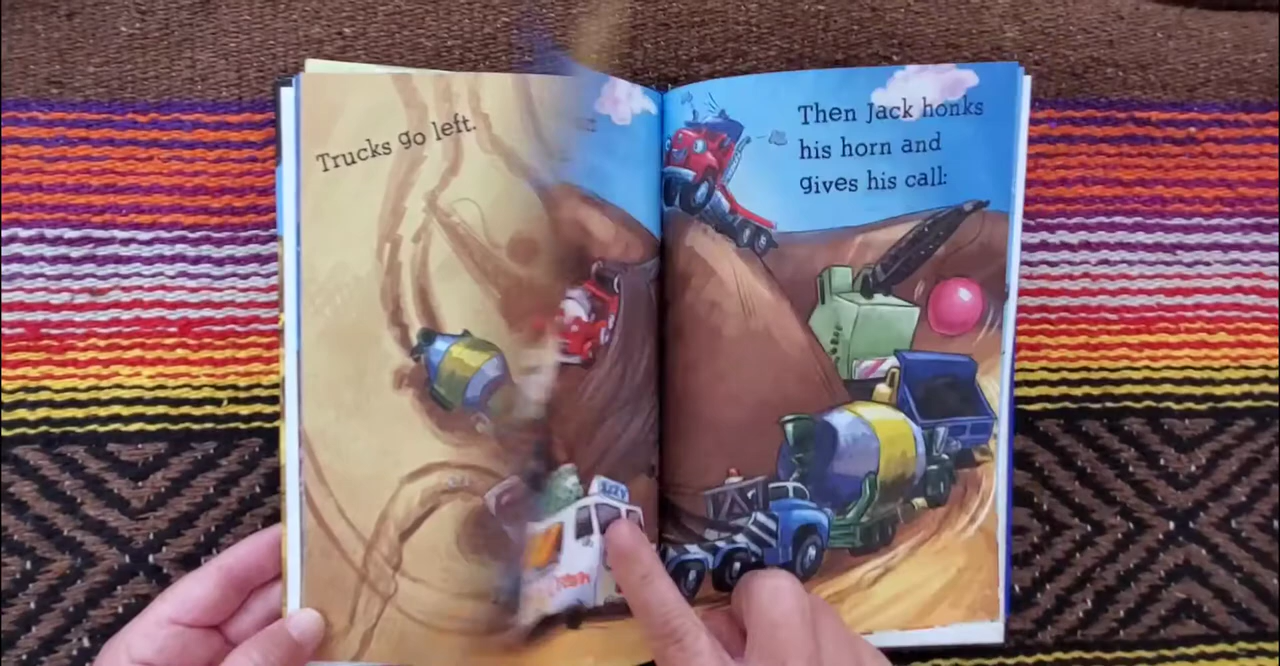 Trucks go left.
Then Jack honks
his horn and
gives his call: